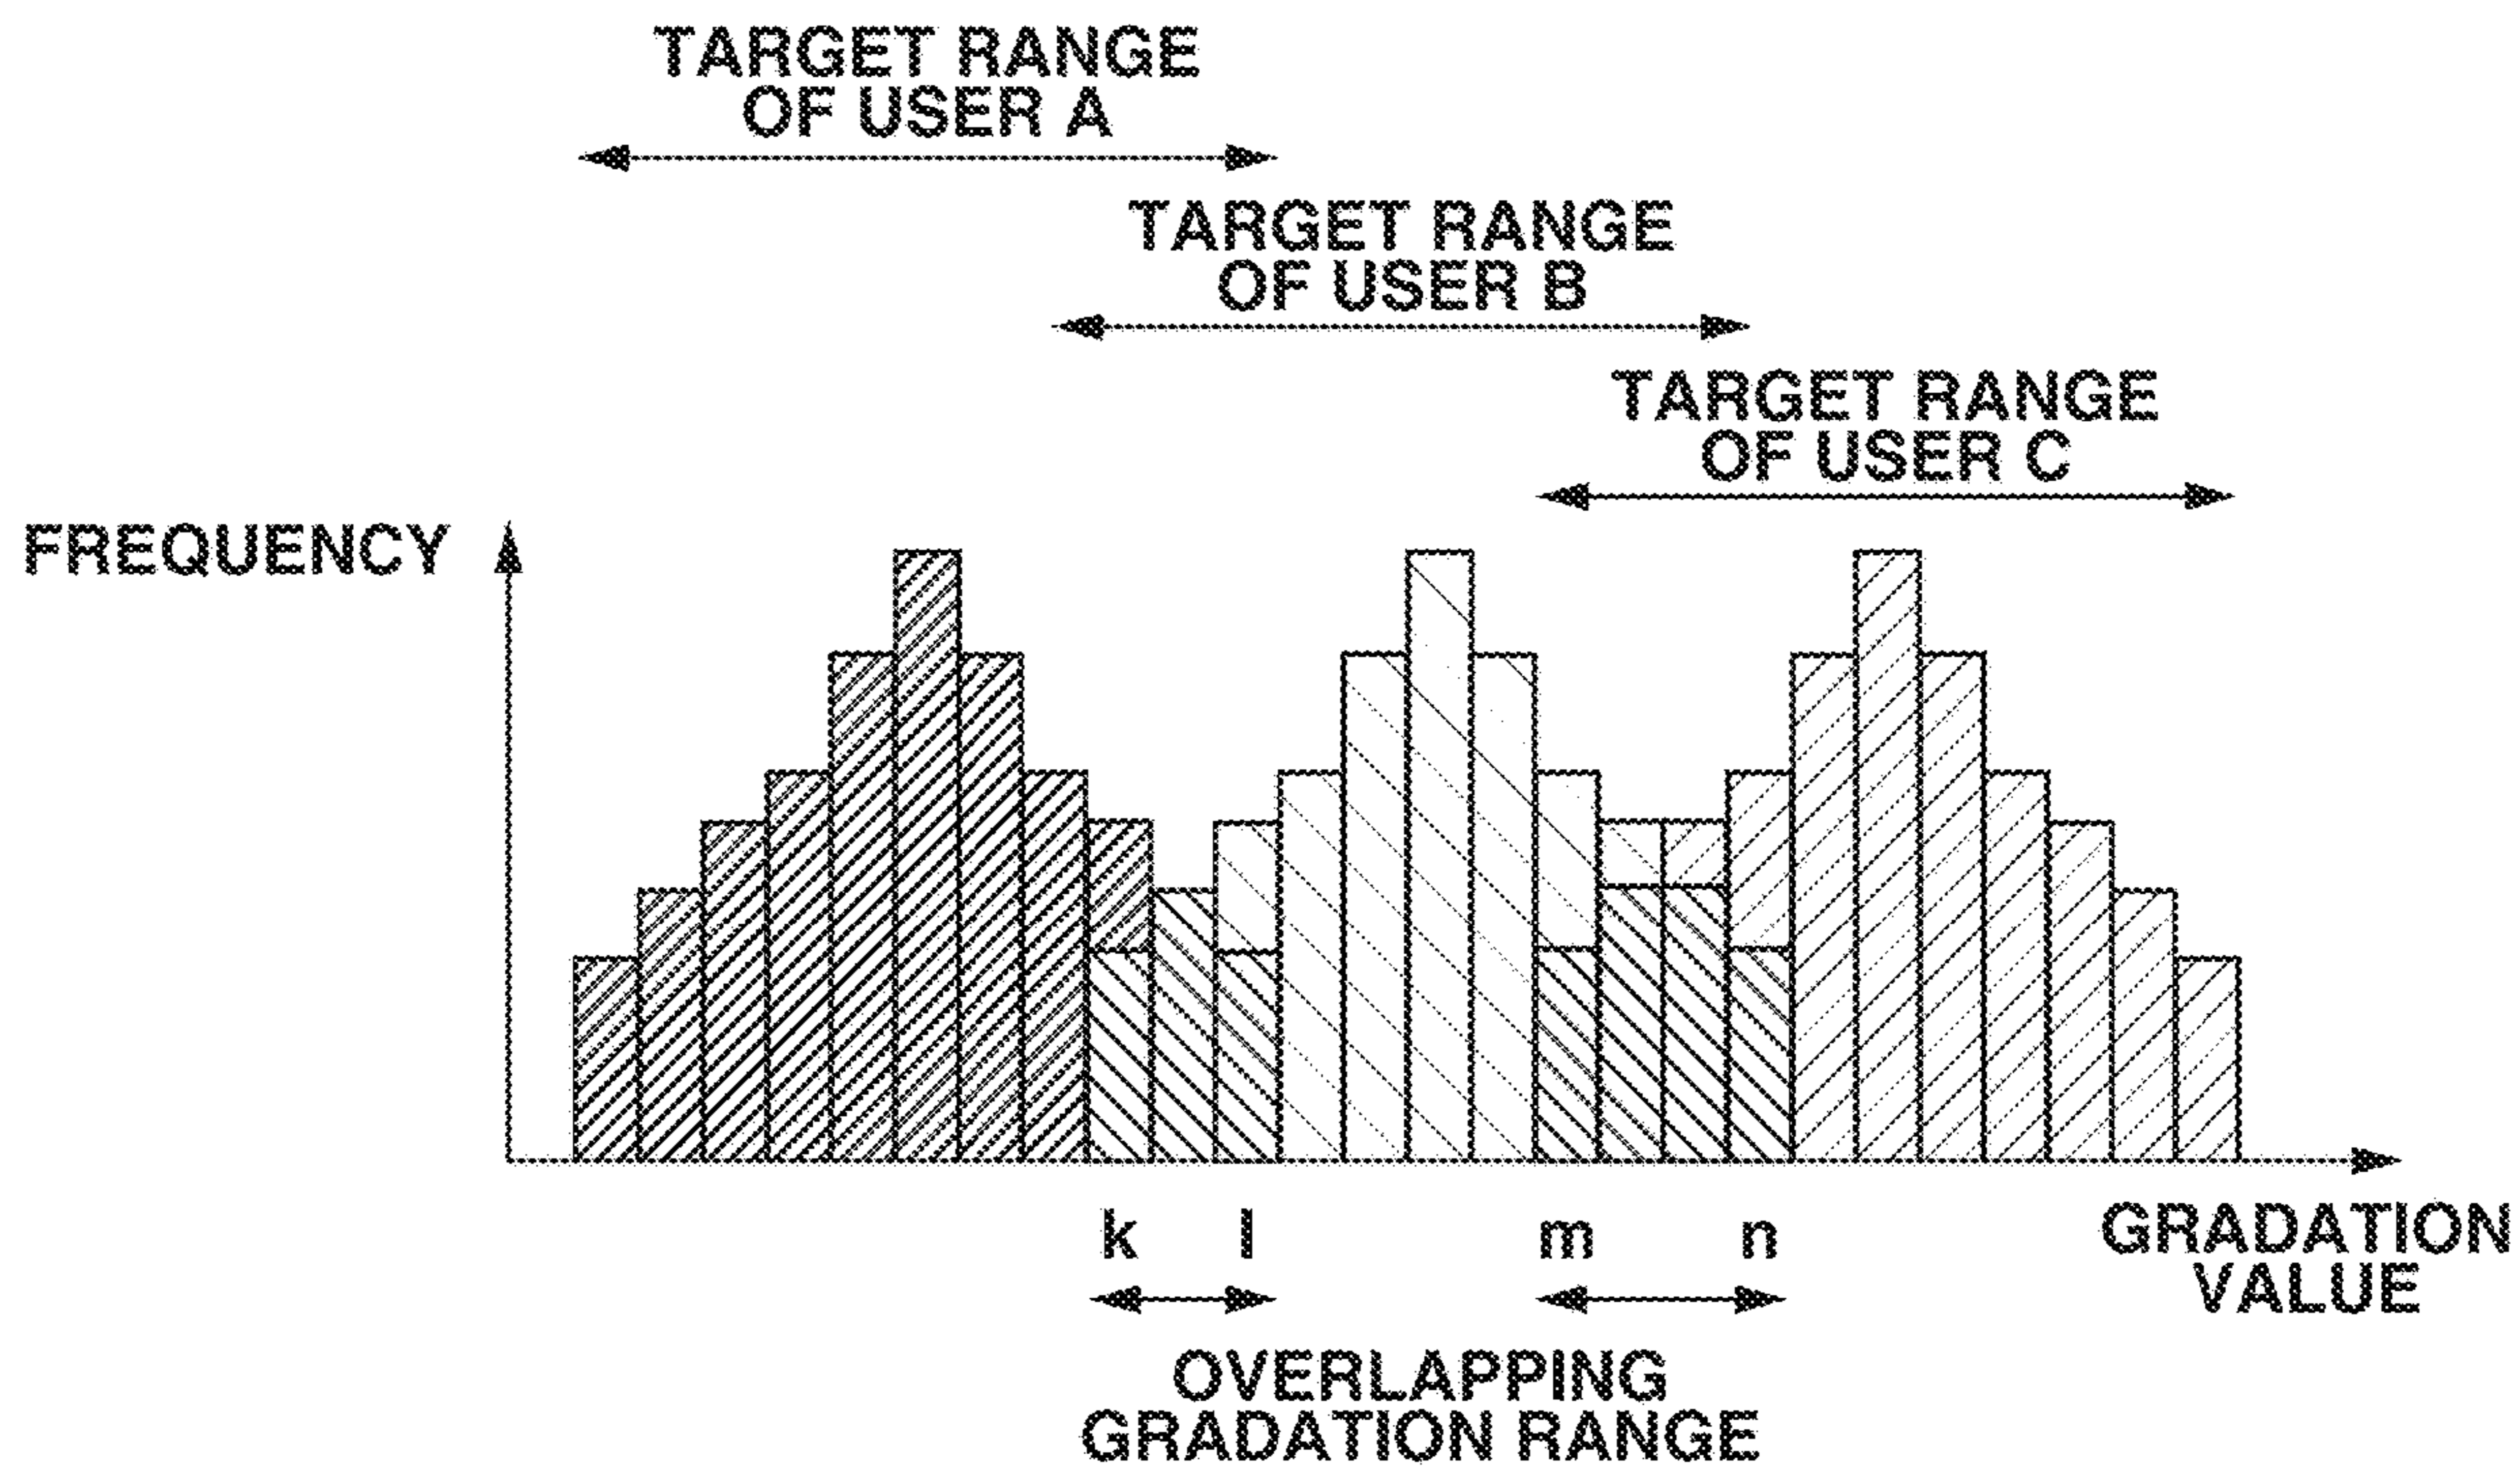 TARGET RANGE
OF USER A
TARGET RANGE
OF USER B
TARGET RANGE
OF USER C
FREQUENCY
k l m n
GRADATION
VALUE
OVERLAPPING
GRADATION RANGE